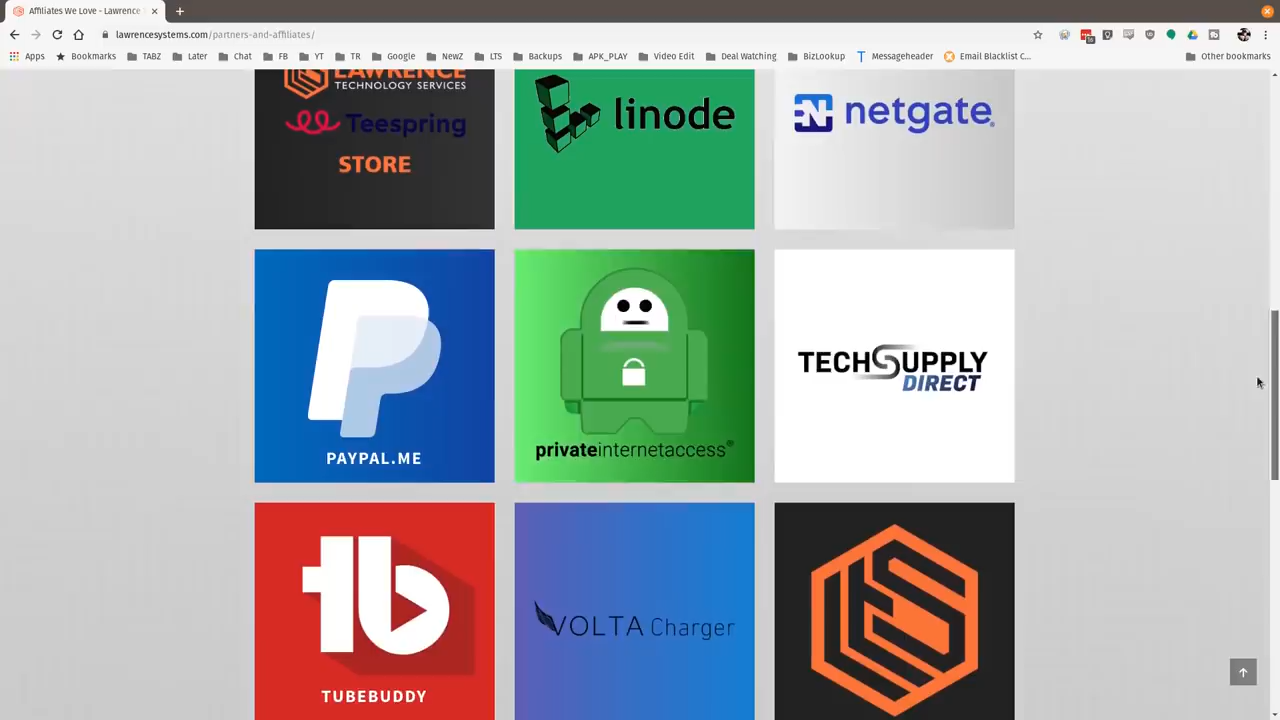 Affiliates We Love - Lawrence
lawrencesystems.com/partners-and-affiliates/
Apps
Bookmarks
TABZ
Later
Chat
FB
YT
TR
Google
NewZ
LTS
Backups
APK_PLAY
Video Edit
Deal Watching
BizLookup
Messageheader
Email Blacklist C...
Other bookmarks
LAWRENCE
TECHNOLOGY SERVICES
Teespring
STORE
linode
netgate
PAYPAL.ME
privateinternetaccess®
TECHSUPPLY
DIRECT
tb
TUBEBUDDY
VOLTA Charger